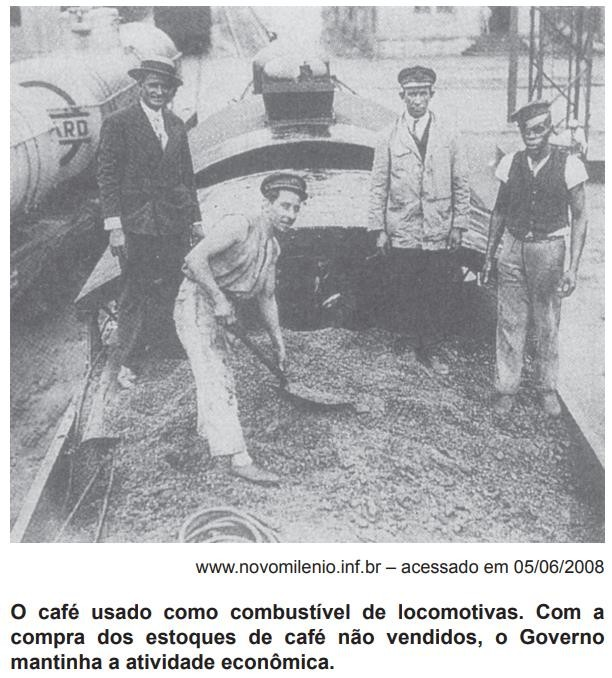 ARD
www.novomilenio.inf.br – acessado em 05/06/2008
O café usado como combustível de locomotivas. Com a
compra dos estoques de café não vendidos, o Governo
mantinha a atividade econômica.